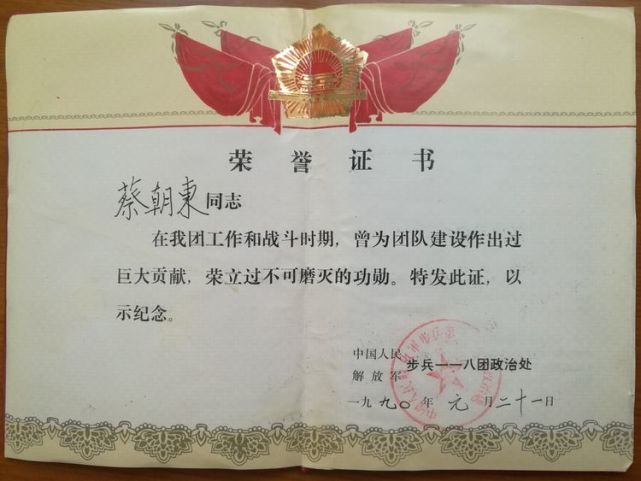 荣誉证书
蔡朝東同志
在我团工作和战斗时期，曾为团队建设作出过
巨大贡献，荣立过不可磨灭的功勋。特发此证，以
示纪念。
中国人民
解放军 步兵一一八团政治处
一九九〇年元月二十一日